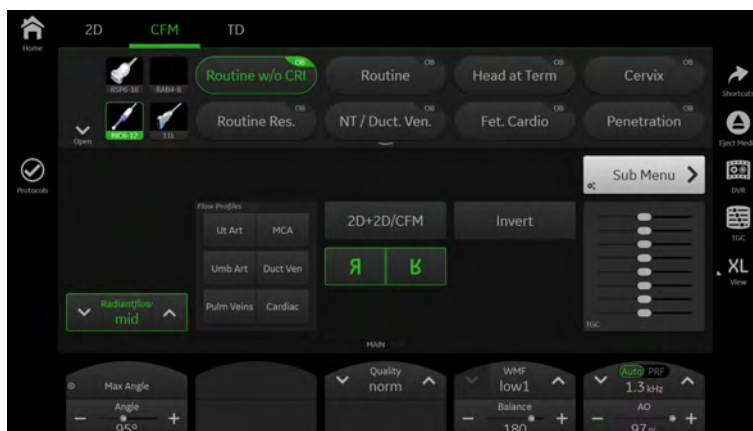 2D CFM TD
Home
OB OB OB OB
Routine w/o CRI Routine Head at Term Cervix
RSP6-16 RAB4-8
Shortcuts
OB OB OB
Routine Res. NT / Duct. Ven. Fet. Cardio Penetration
Open RIC6-12 11L
Eject Media
Protocols
Sub Menu
DVR
Flow Profiles
Ut Art MCA 2D+2D/CFM Invert
TGC
Umb Art Duct Ven R R
XL
View
Radiantflow
mid
Pulm Veins Cardiac
TGC
MAIN
Quality WMF Auto PRF
Max Angle norm low1 1.3 kHz
Angle Balance AO
95° 180 97 %